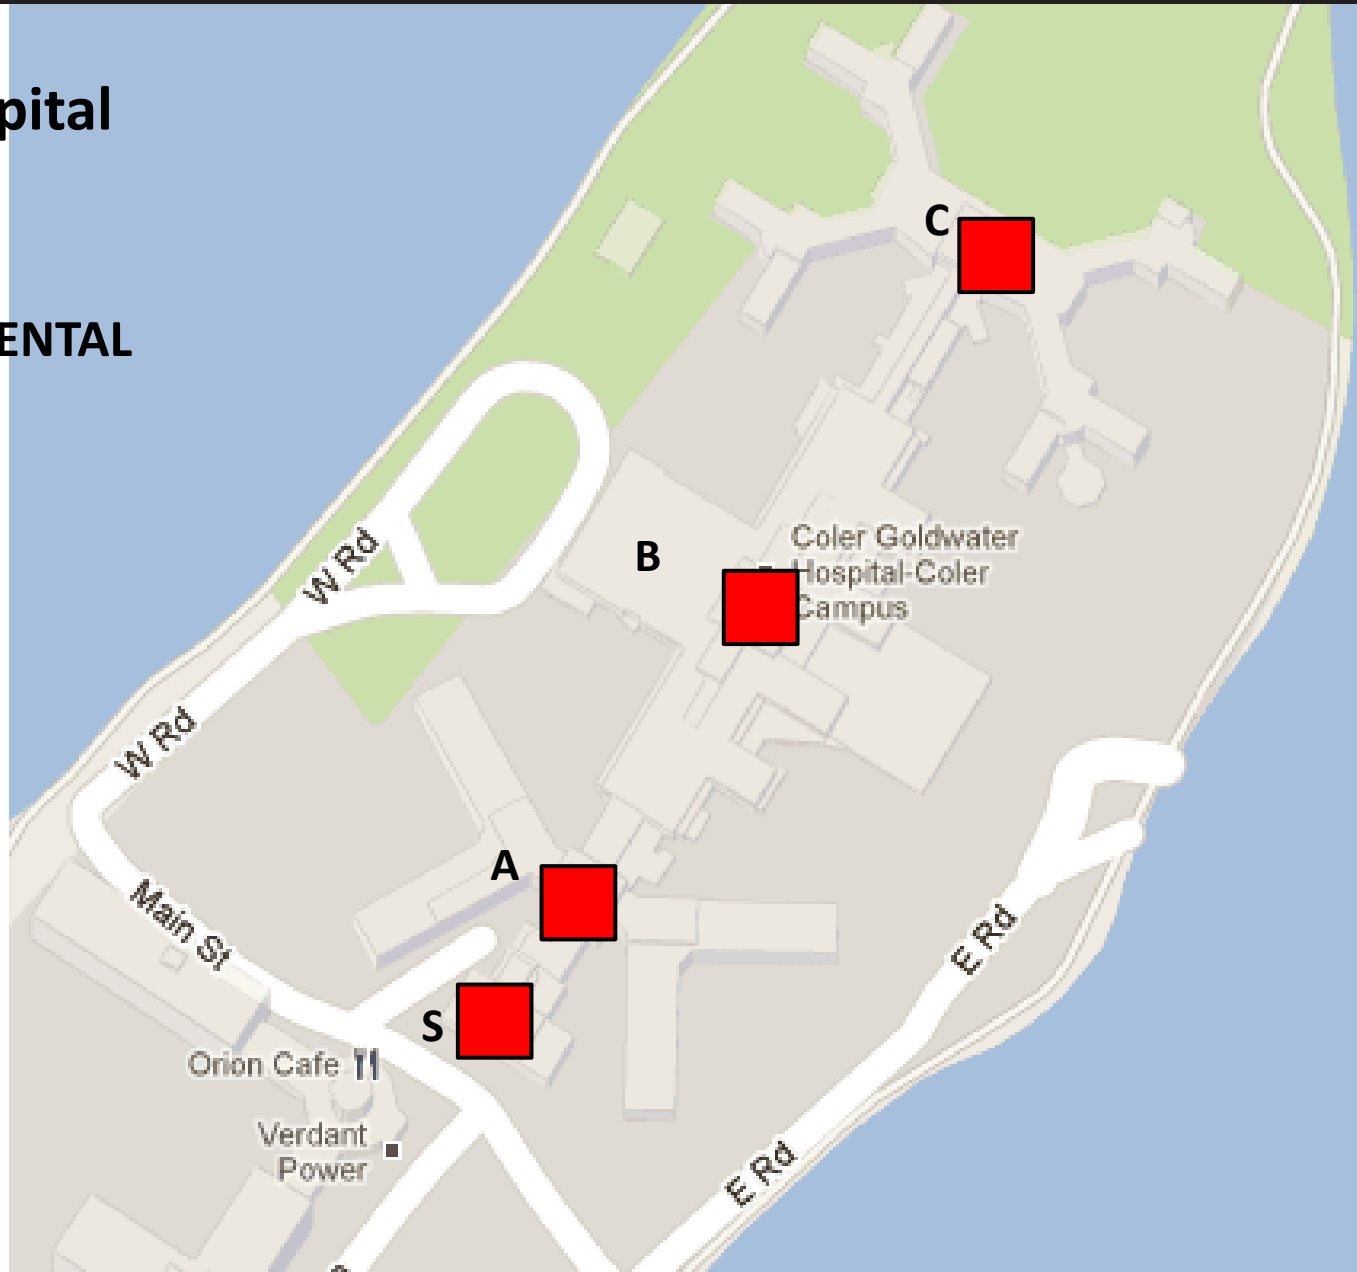 pital
C
ENTAL
Coler Goldwater
Hospital-Coler
Campus
B
W Rd
W Rd
A
Main St
E Rd
S
Orion Cafe
Verdant
Power
E Rd